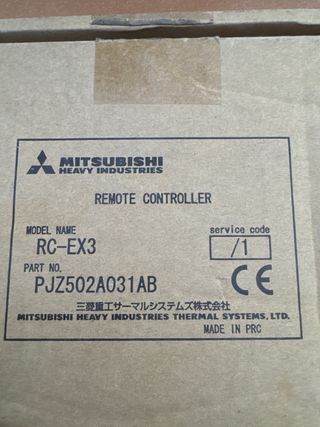 MITSUBISHI
HEAVY INDUSTRIES
REMOTE CONTROLLER
MODEL NAME
service code
RC-EX3
/1
PART NO.
PJZ502A031AB
CE
三菱重工サーマルシステムズ株式会社
MITSUBISHI HEAVY INDUSTRIES THERMAL SYSTEMS, LTD.
MADE IN PRC